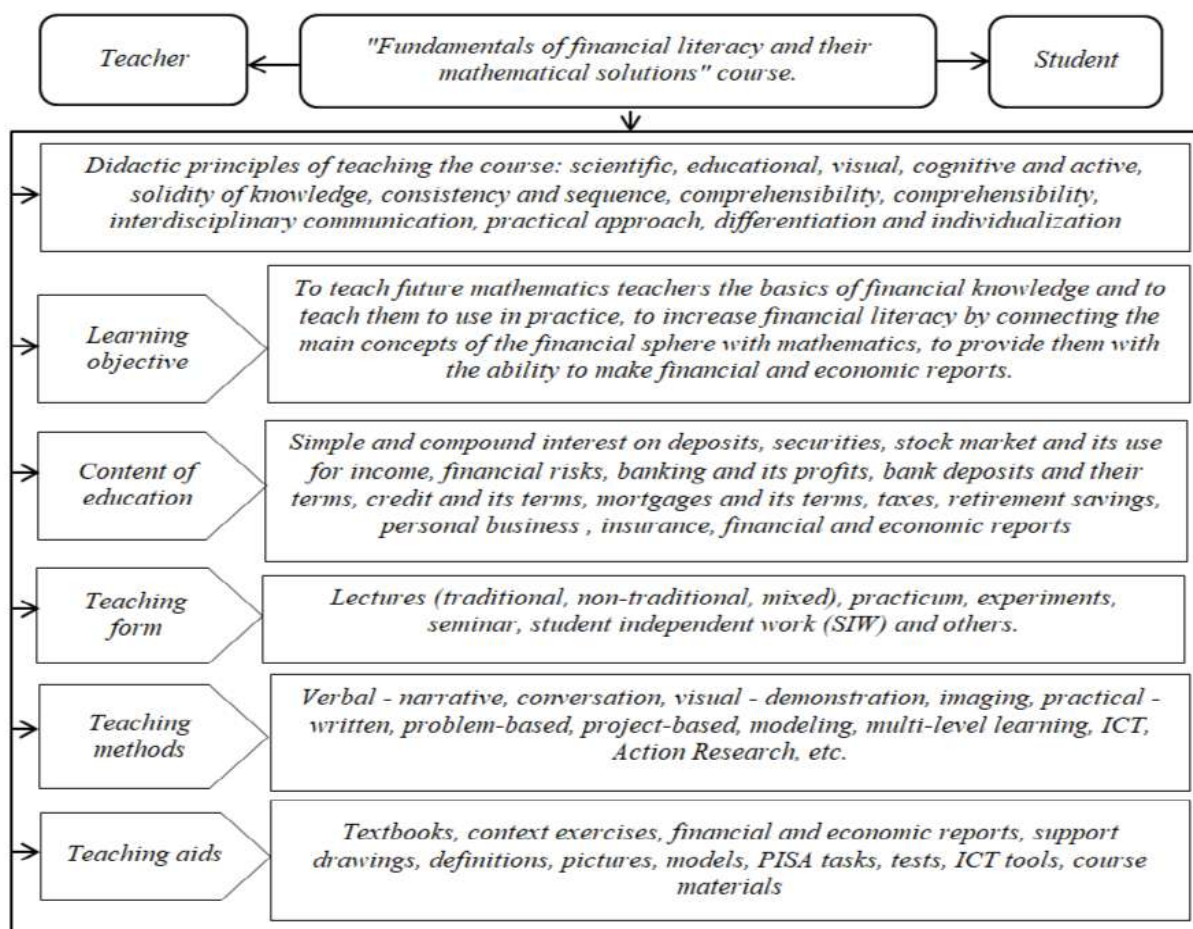 Teacher
"Fundamentals of financial literacy and their
mathematical solutions" course.
Student
Didactic principles of teaching the course: scientific, educational, visual, cognitive and active,
solidity of knowledge, consistency and sequence, comprehensibility, comprehensibility,
interdisciplinary communication, practical approach, differentiation and individualization
Learning
objective
To teach future mathematics teachers the basics of financial knowledge and to
teach them to use in practice, to increase financial literacy by connecting the
main concepts of the financial sphere with mathematics, to provide them with
the ability to make financial and economic reports.
Content of
education
Simple and compound interest on deposits, securities, stock market and its use
for income, financial risks, banking and its profits, bank deposits and their
terms, credit and its terms, mortgages and its terms, taxes, retirement savings,
personal business , insurance, financial and economic reports
Teaching
form
Lectures (traditional, non-traditional, mixed), practicum, experiments,
seminar, student independent work (SIW) and others.
Teaching
methods
Verbal - narrative, conversation, visual - demonstration, imaging, practical -
written, problem-based, project-based, modeling, multi-level learning, ICT,
Action Research, etc.
Teaching aids
Textbooks, context exercises, financial and economic reports, support
drawings, definitions, pictures, models, PISA tasks, tests, ICT tools, course
materials